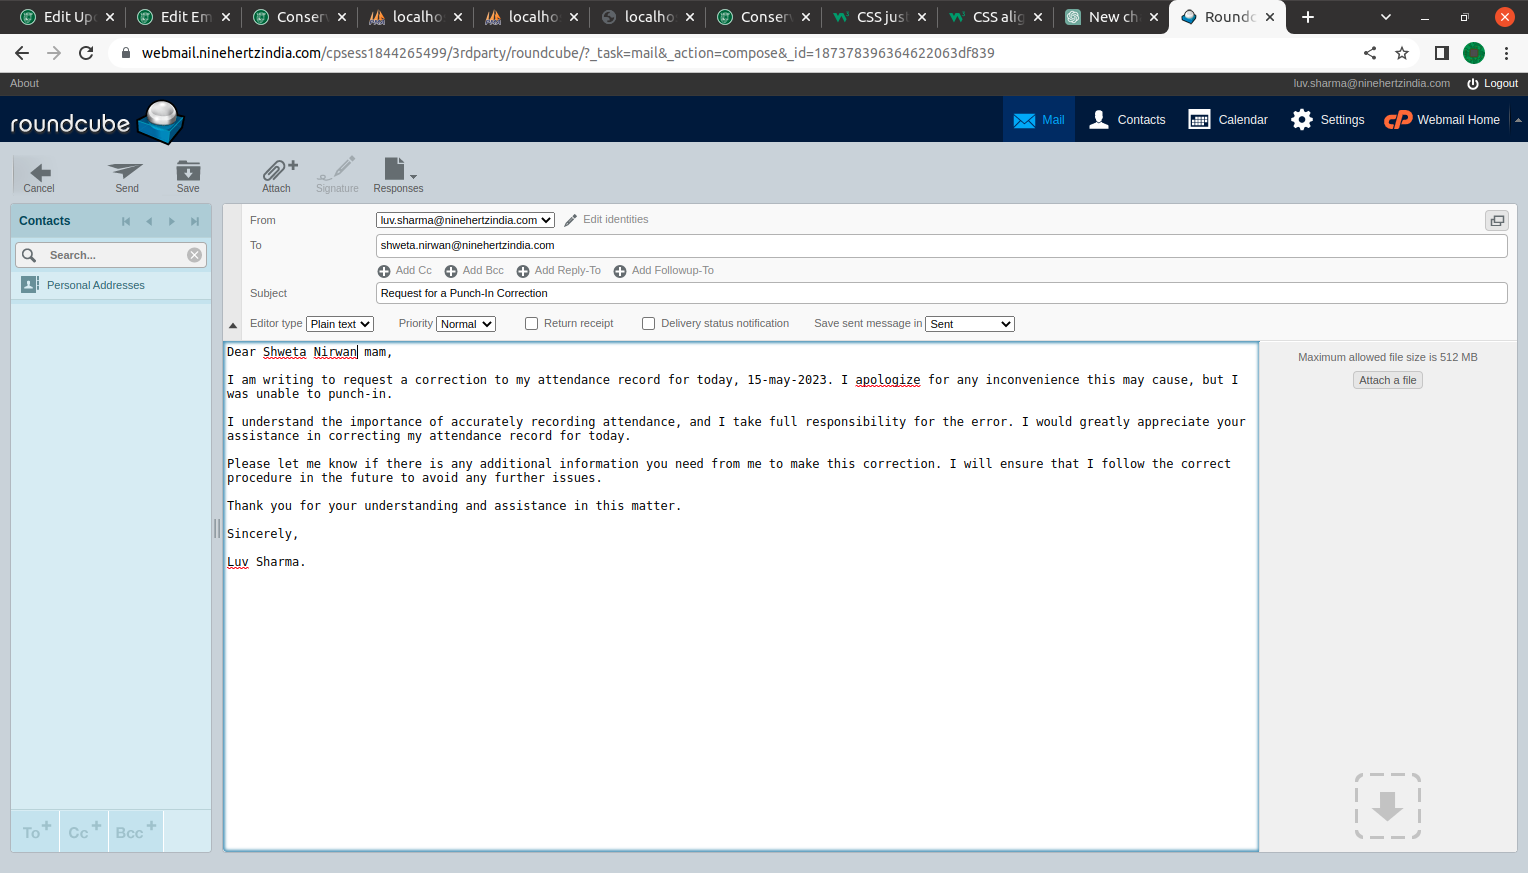 Edit Up
Edit Em
Conser
localho
localho
localho
Conser
CSS jus
CSS alig
New ch
Roundc
webmail.ninehertzindia.com/cpsess1844265499/3rdparty/roundcube/?_task=mail&_action=compose&_id=187378396364622063df839
About
luv.sharma@ninehertzindia.com
Logout
roundcube
Mail
Contacts
Calendar
Settings
cP Webmail Home
Cancel
Send
Save
Attach
Signature
Responses
Contacts
Search...
Personal Addresses
From luv.sharma@ninehertzindia.com Edit identities
To shweta.nirwan@ninehertzindia.com
Add Cc Add Bcc Add Reply-To Add Followup-To
Subject Request for a Punch-In Correction
Editor type Plain text Priority Normal Return receipt Delivery status notification Save sent message in Sent
Dear Shweta Nirwan mam,
I am writing to request a correction to my attendance record for today, 15-may-2023. I apologize for any inconvenience this may cause, but I
was unable to punch-in.
I understand the importance of accurately recording attendance, and I take full responsibility for the error. I would greatly appreciate your
assistance in correcting my attendance record for today.
Please let me know if there is any additional information you need from me to make this correction. I will ensure that I follow the correct
procedure in the future to avoid any further issues.
Thank you for your understanding and assistance in this matter.
Sincerely,
Luv Sharma.
Maximum allowed file size is 512 MB
Attach a file
To+ Cc+ Bcc+